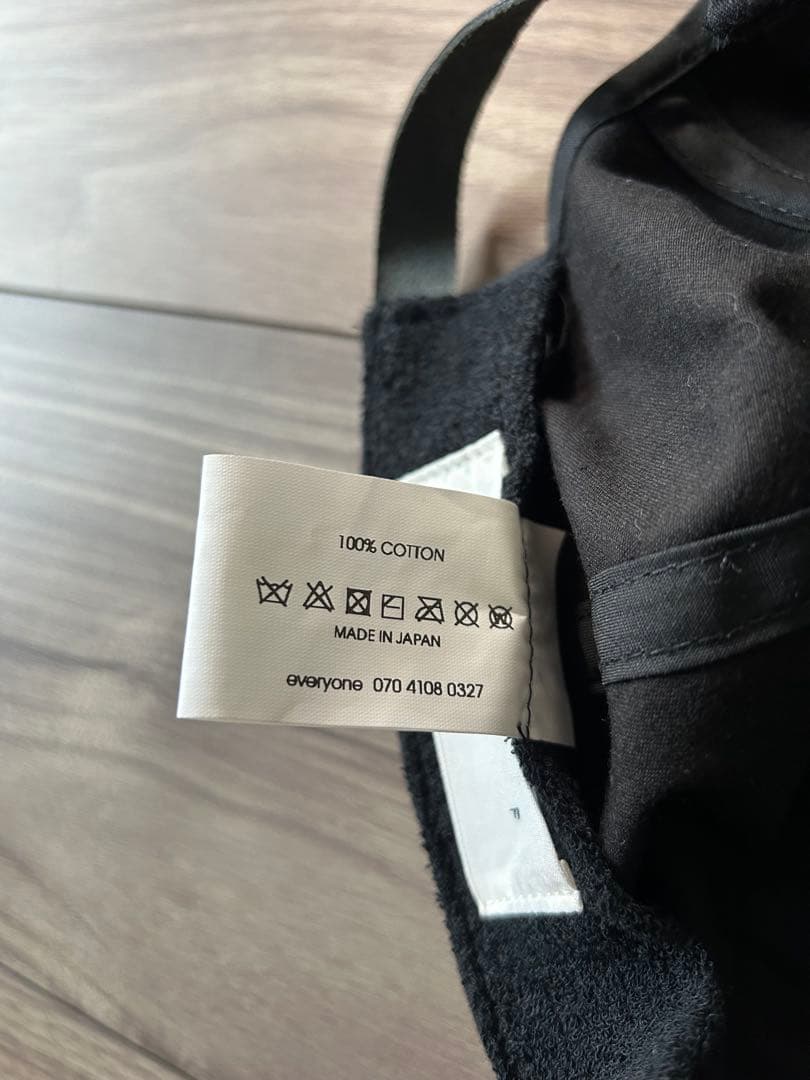 100% COTTON
MADE IN JAPAN
everyone 070 4108 0327
F